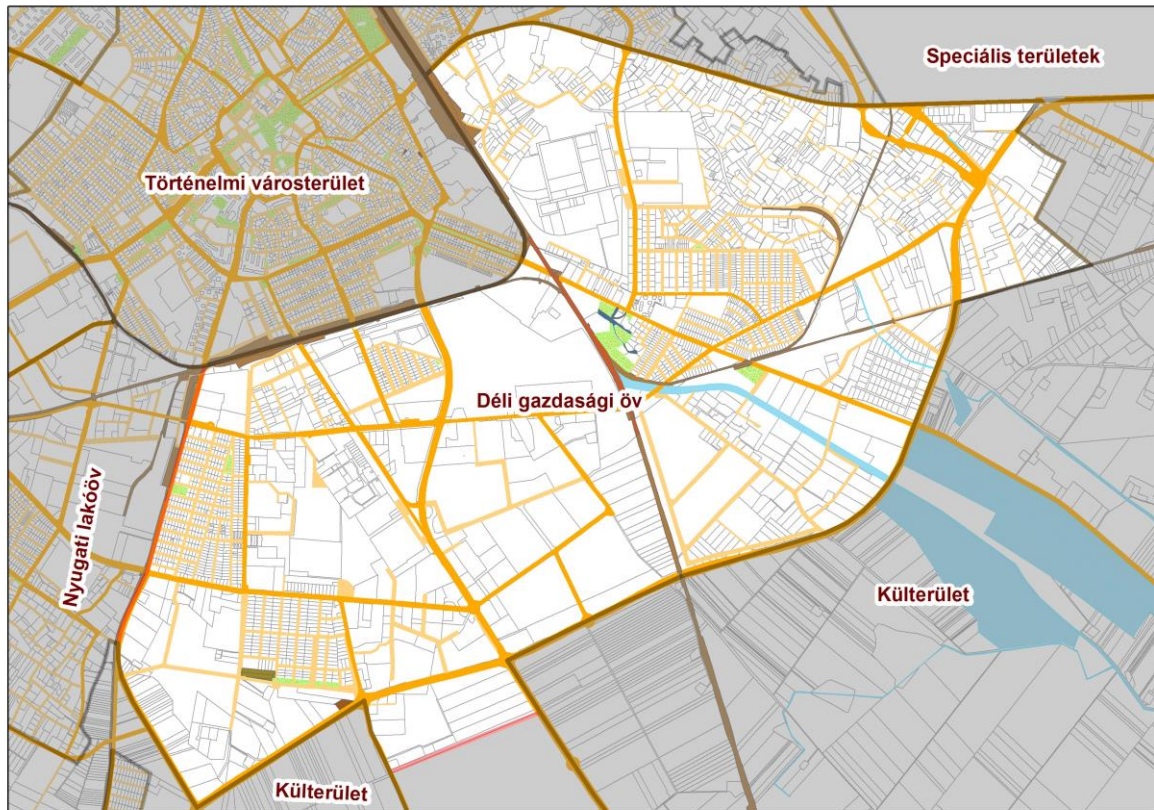 Speciális területek
Történelmi városterület
Déli gazdasági öv
Nyugati lakóöv
Külterület
Külterület